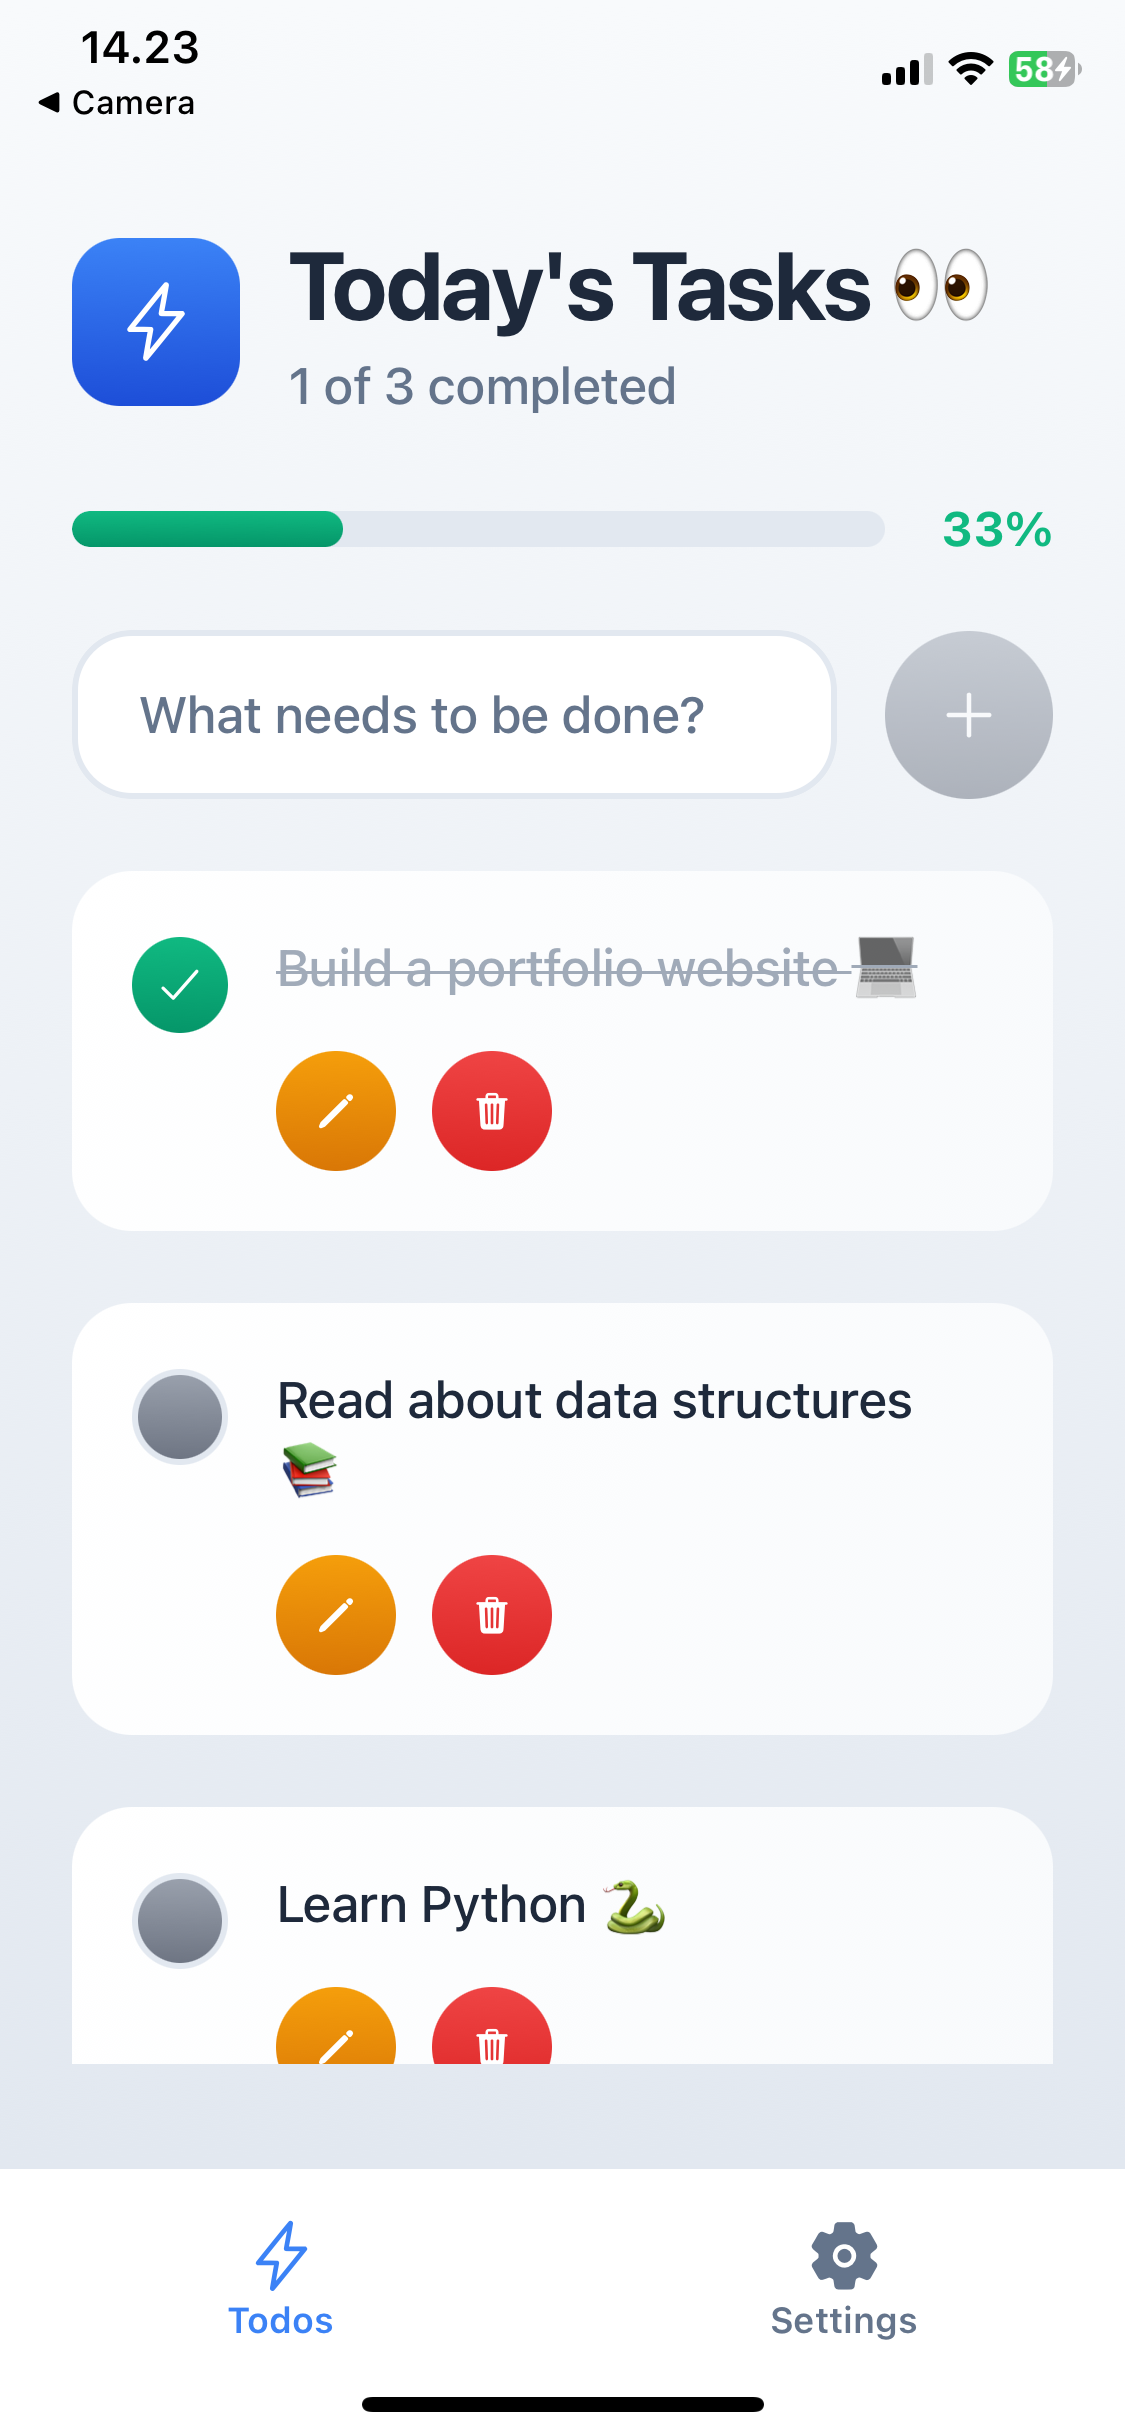 14.23
◀ Camera
58
Today's Tasks 👀
1 of 3 completed
33%
What needs to be done?
Build a portfolio website 💻
Read about data structures
📚
Learn Python 🐍
Todos
Settings